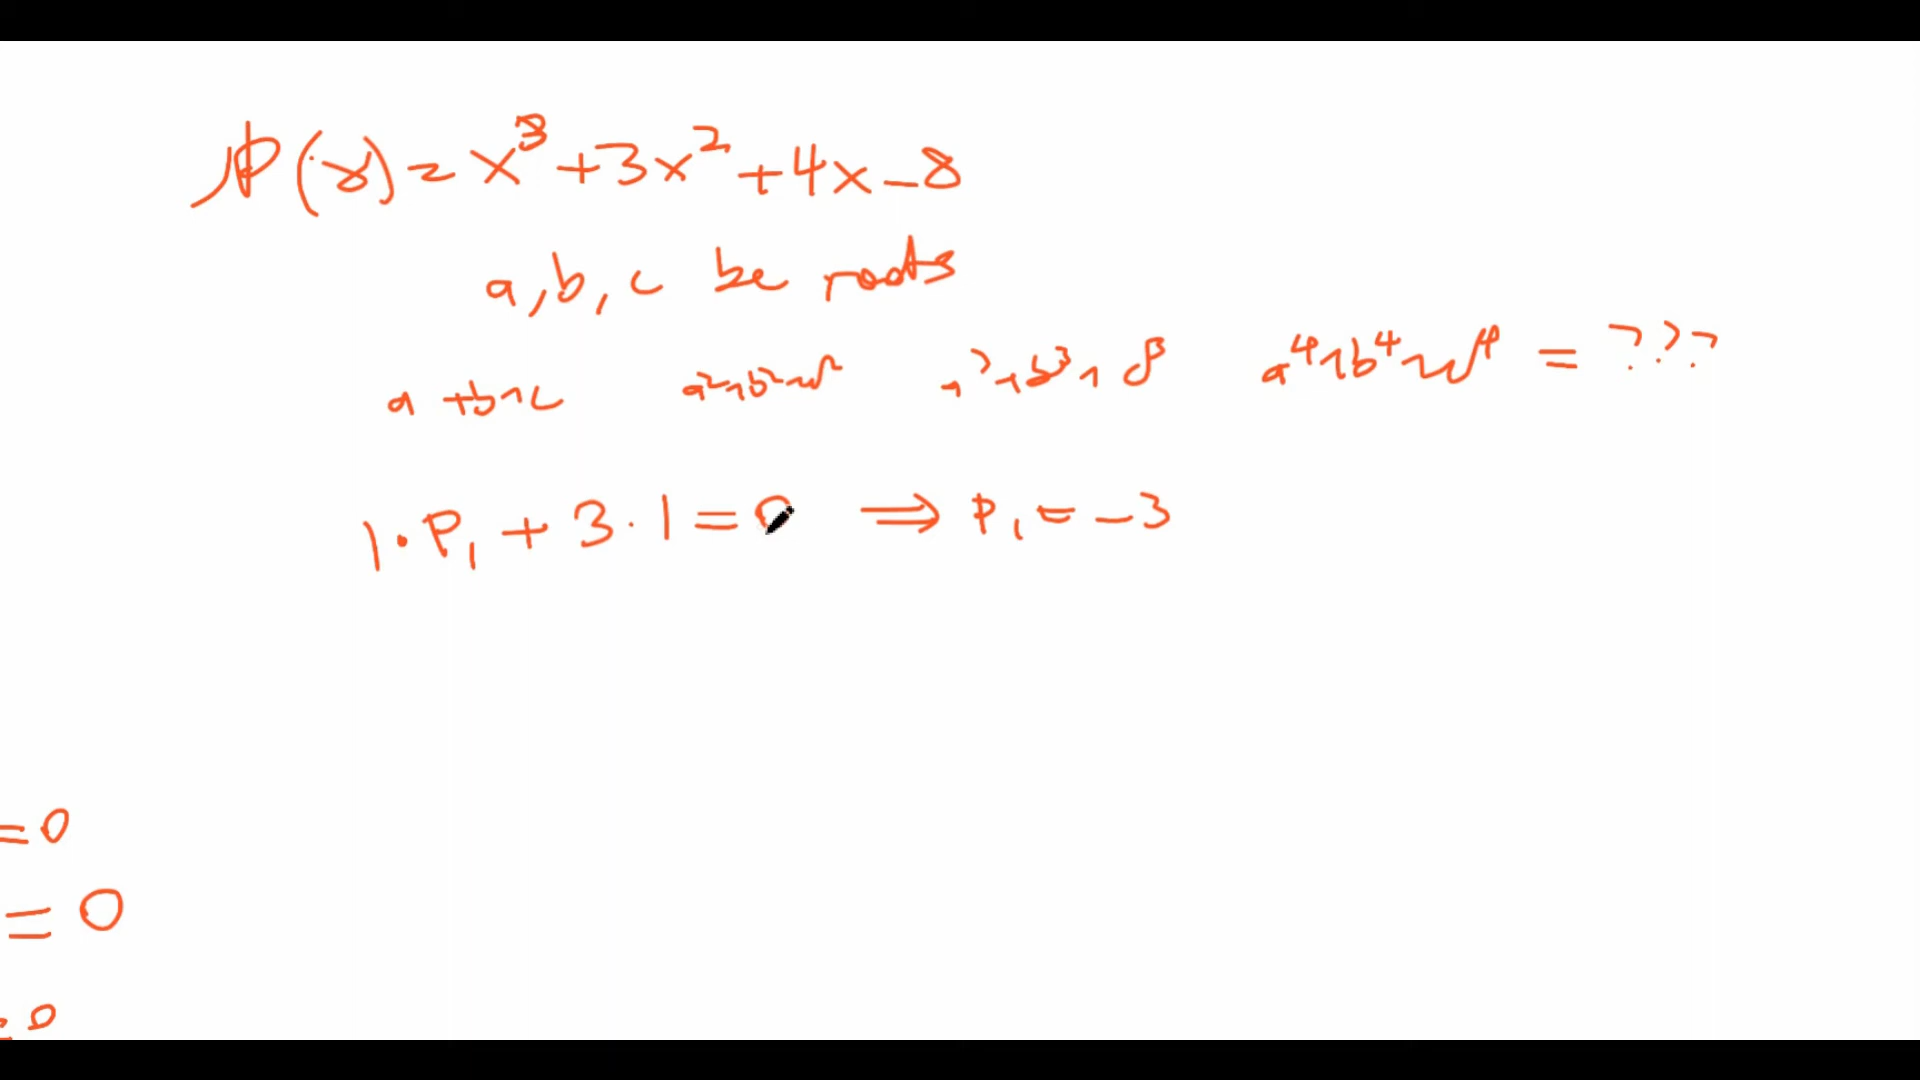 P(x) = x³ + 3x² + 4x - 8
a, b, c be roots
a + b + c a² + b² + c² a³ + b³ + c³ a⁴ + b⁴ + c⁴ = ???
1 · P₁ + 3 · 1 = 0 ⟹ P₁ = -3
= 0
= 0
= 0